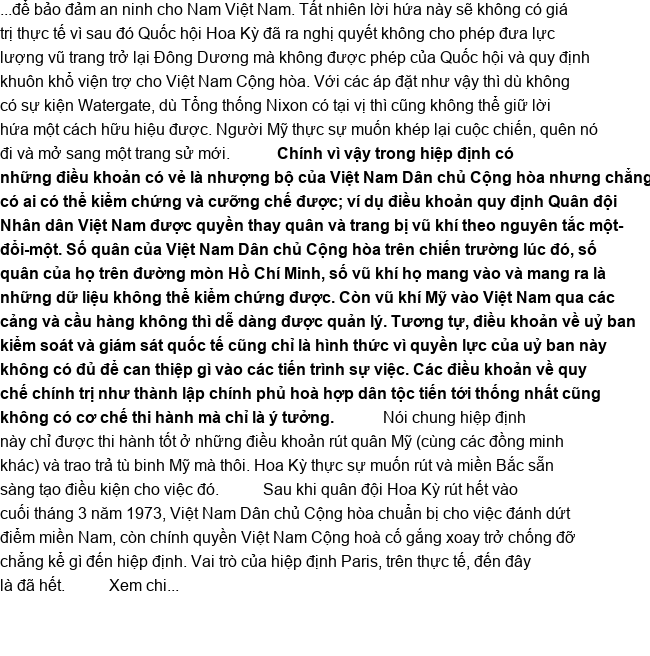 ...để bảo đảm an ninh cho Nam Việt Nam. Tất nhiên lời hứa này sẽ không có giá
trị thực tế vì sau đó Quốc hội Hoa Kỳ đã ra nghị quyết không cho phép đưa lực
lượng vũ trang trở lại Đông Dương mà không được phép của Quốc hội và quy định
khuôn khổ viện trợ cho Việt Nam Cộng hòa. Với các áp đặt như vậy thì dù không
có sự kiện Watergate, dù Tổng thống Nixon có tại vị thì cũng không thể giữ lời
hứa một cách hữu hiệu được. Người Mỹ thực sự muốn khép lại cuộc chiến, quên nó
đi và mở sang một trang sử mới. Chính vì vậy trong hiệp định có
những điều khoản có vẻ là nhượng bộ của Việt Nam Dân chủ Cộng hòa nhưng chẳng
có ai có thể kiểm chứng và cưỡng chế được; ví dụ điều khoản quy định Quân đội
Nhân dân Việt Nam được quyền thay quân và trang bị vũ khí theo nguyên tắc một-
đổi-một. Số quân của Việt Nam Dân chủ Cộng hòa trên chiến trường lúc đó, số
quân của họ trên đường mòn Hồ Chí Minh, số vũ khí họ mang vào và mang ra là
những dữ liệu không thể kiểm chứng được. Còn vũ khí Mỹ vào Việt Nam qua các
cảng và cầu hàng không thì dễ dàng được quản lý. Tương tự, điều khoản về uỷ ban
kiểm soát và giám sát quốc tế cũng chỉ là hình thức vì quyền lực của uỷ ban này
không có đủ để can thiệp gì vào các tiến trình sự việc. Các điều khoản về quy
chế chính trị như thành lập chính phủ hoà hợp dân tộc tiến tới thống nhất cũng
không có cơ chế thi hành mà chỉ là ý tưởng. Nói chung hiệp định
này chỉ được thi hành tốt ở những điều khoản rút quân Mỹ (cùng các đồng minh
khác) và trao trả tù binh Mỹ mà thôi. Hoa Kỳ thực sự muốn rút và miền Bắc sẵn
sàng tạo điều kiện cho việc đó. Sau khi quân đội Hoa Kỳ rút hết vào
cuối tháng 3 năm 1973, Việt Nam Dân chủ Cộng hòa chuẩn bị cho việc đánh dứt
điểm miền Nam, còn chính quyền Việt Nam Cộng hoà cố gắng xoay trở chống đỡ
chẳng kể gì đến hiệp định. Vai trò của hiệp định Paris, trên thực tế, đến đây
là đã hết. Xem chi...